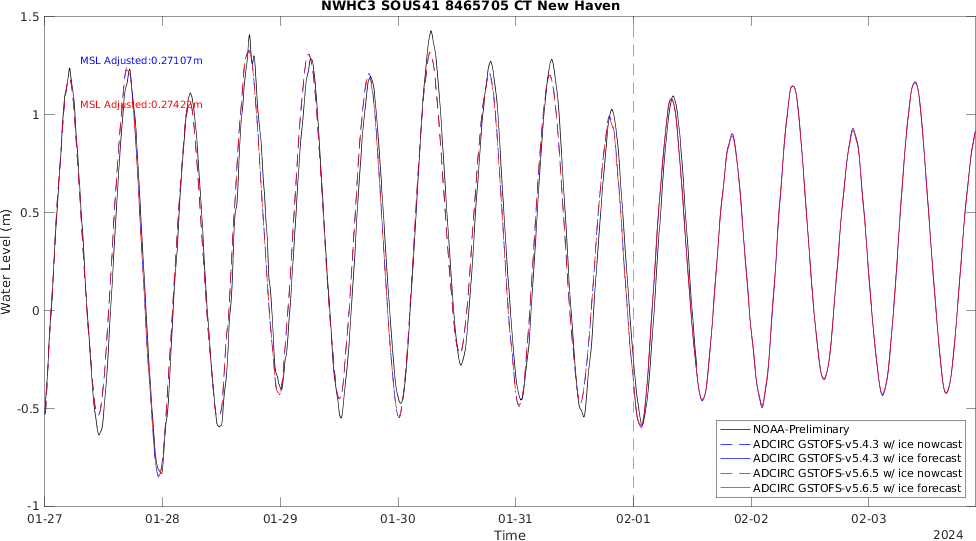 NWHC3 SOUS41 8465705 CT New Haven
1.5
1
0.5
0
-0.5
-1
Water Level (m)
MSL Adjusted:0.27107m
MSL Adjusted:0.27422m
NOAA-Preliminary
ADCIRC GSTOFS-v5.4.3 w/ ice nowcast
ADCIRC GSTOFS-v5.4.3 w/ ice forecast
ADCIRC GSTOFS-v5.6.5 w/ ice nowcast
ADCIRC GSTOFS-v5.6.5 w/ ice forecast
01-27 01-28 01-29 01-30 01-31 02-01 02-02 02-03
Time
2024